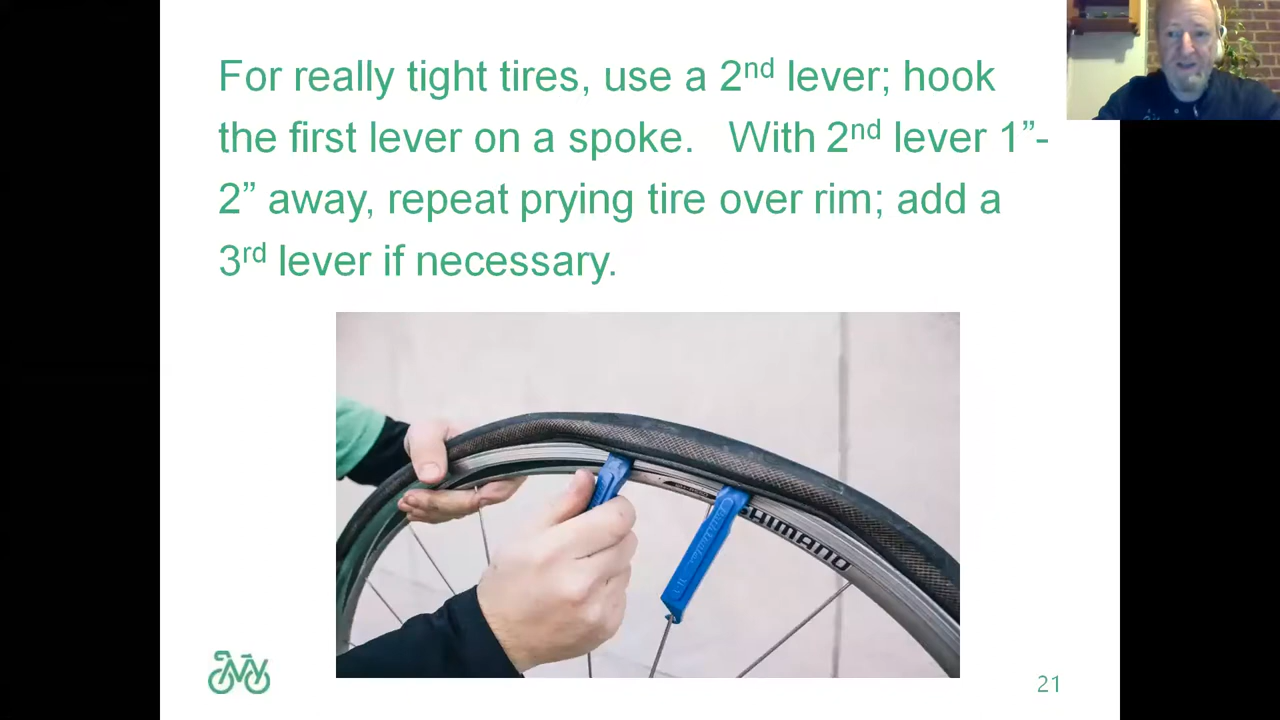 For really tight tires, use a 2nd lever; hook
the first lever on a spoke.   With 2nd lever 1”-
2” away, repeat prying tire over rim; add a
3rd lever if necessary.
SHIMANO
21